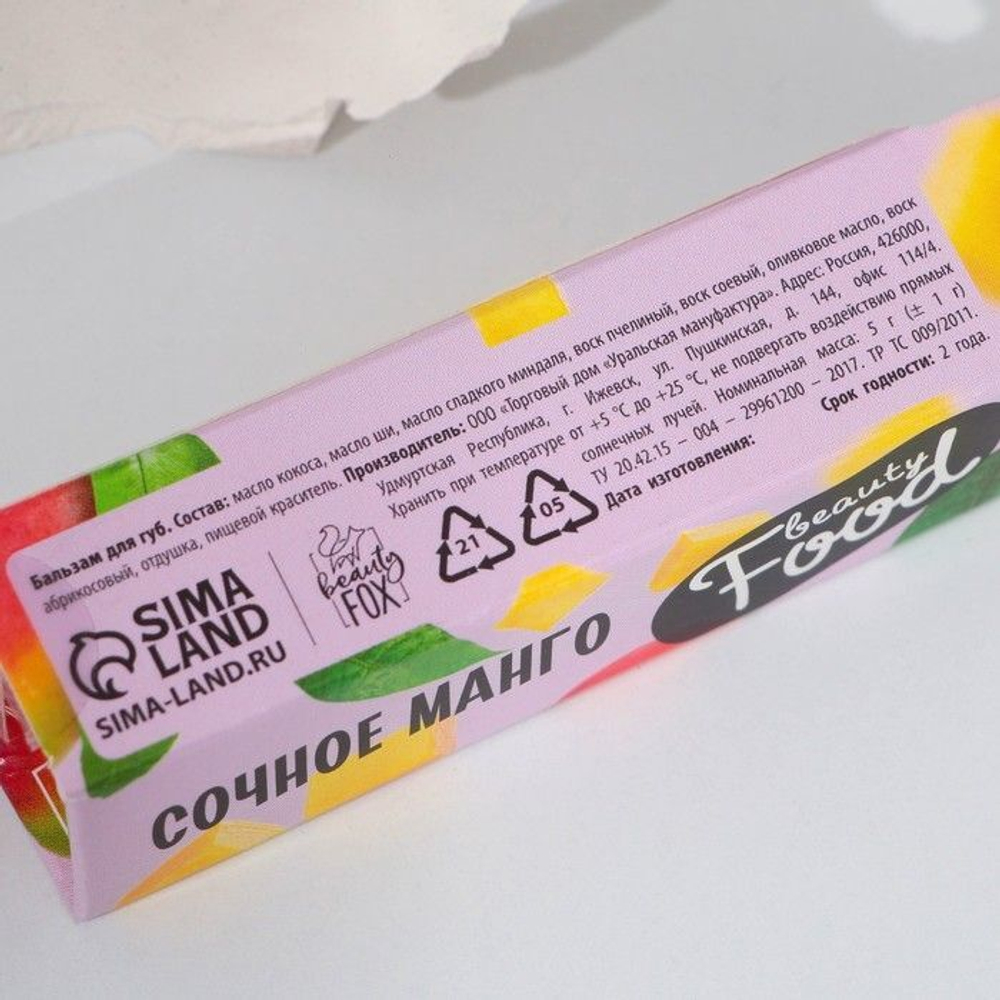 Бальзам для губ. Состав: масло кокоса, масло ши, масло сладкого миндаля, воск пчелиный, воск соевый, оливковое масло, воск
абрикосовый, отдушка, пищевой краситель. Производитель: ООО «Торговый дом «Уральская мануфактура». Адрес: Россия, 426000,
Удмуртская Республика, г. Ижевск, ул. Пушкинская, д. 144, офис 114/4.
Хранить при температуре от +5 °C до +25 °C, не подвергать воздействию прямых
солнечных лучей. Номинальная масса: 5 г (± 1 г)
ТУ 20.42.15 – 004 – 29961200 – 2017. ТР ТС 009/2011.
Дата изготовления: Срок годности: 2 года.
SIMA
LAND
SIMA-LAND.RU
beauty
FOX
21
05
beauty
Food
СОЧНОЕ МАНГО